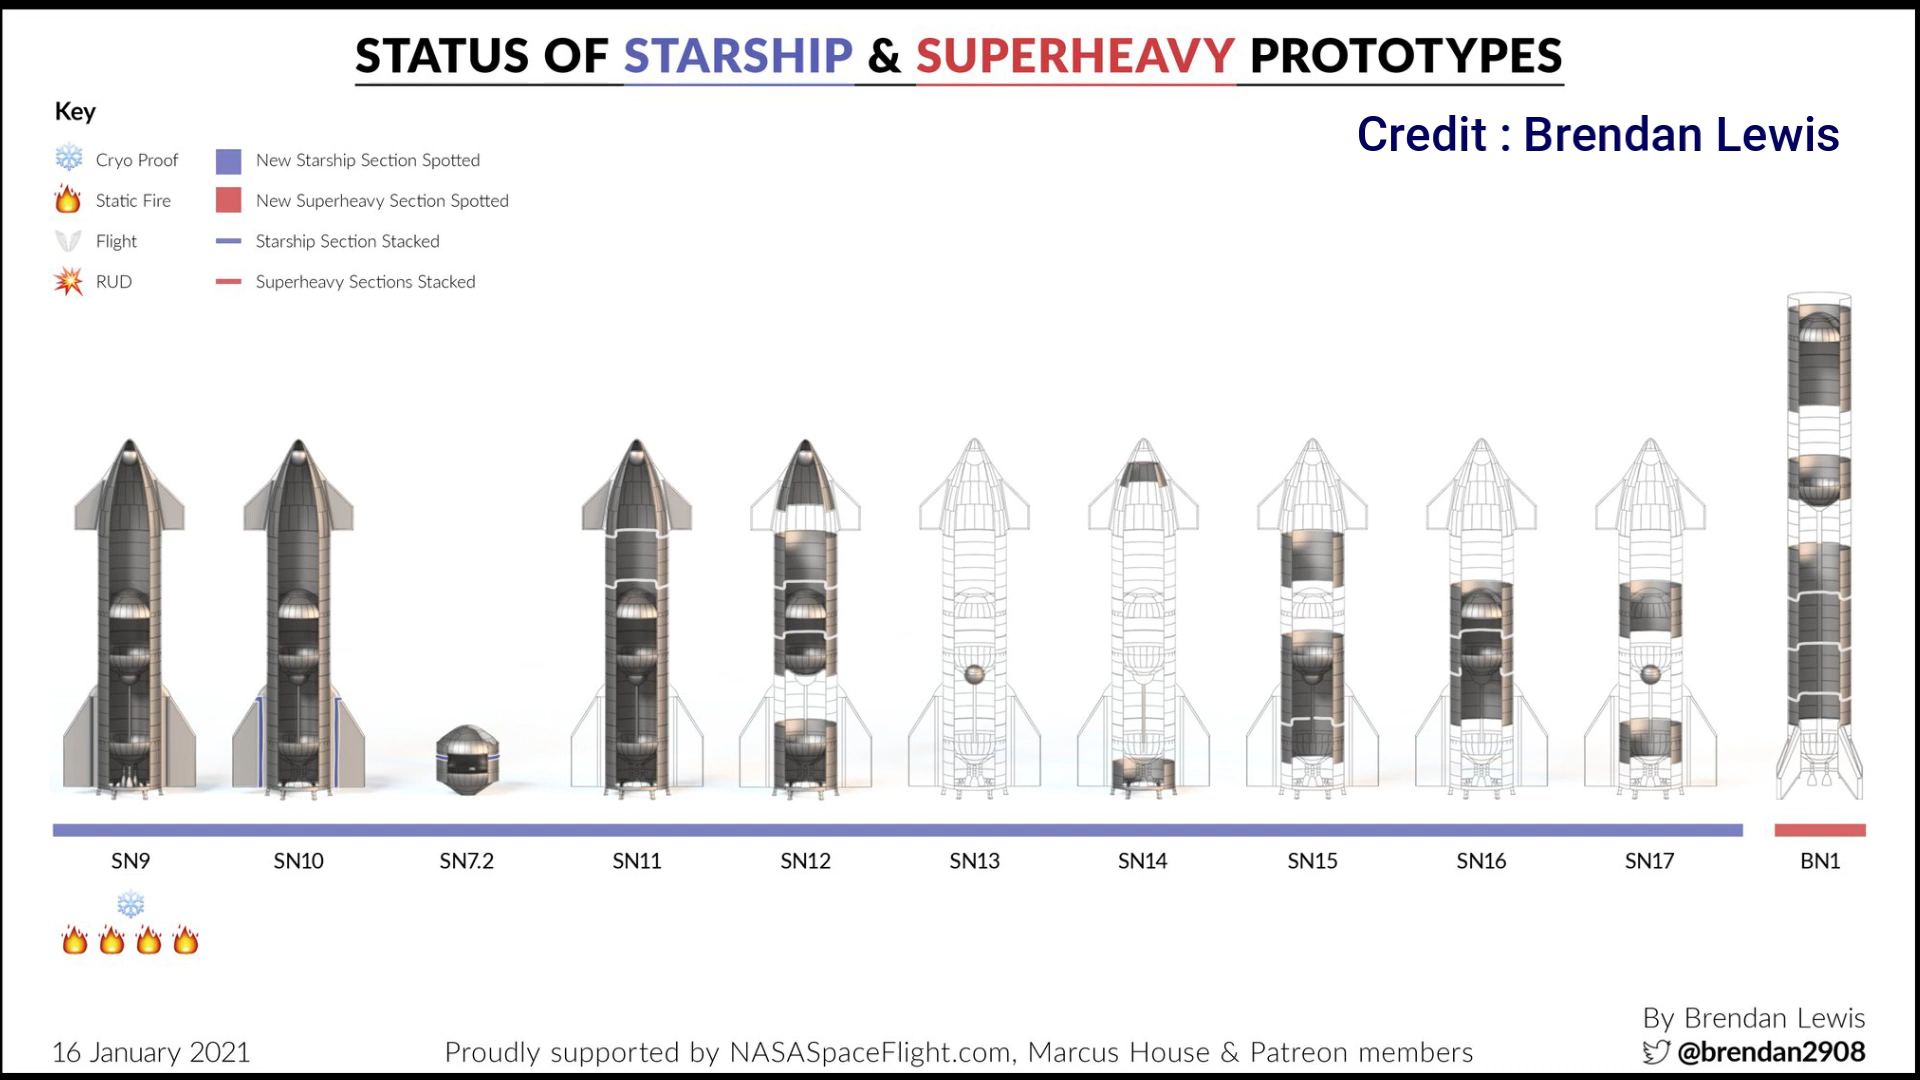 STATUS OF STARSHIP & SUPERHEAVY PROTOTYPES
Key
Credit : Brendan Lewis
Cryo Proof
New Starship Section Spotted
Static Fire
New Superheavy Section Spotted
Flight
Starship Section Stacked
RUD
Superheavy Sections Stacked
SN9
SN10
SN7.2
SN11
SN12
SN13
SN14
SN15
SN16
SN17
BN1
By Brendan Lewis
16 January 2021
Proudly supported by NASASpaceFlight.com, Marcus House & Patreon members
@brendan2908